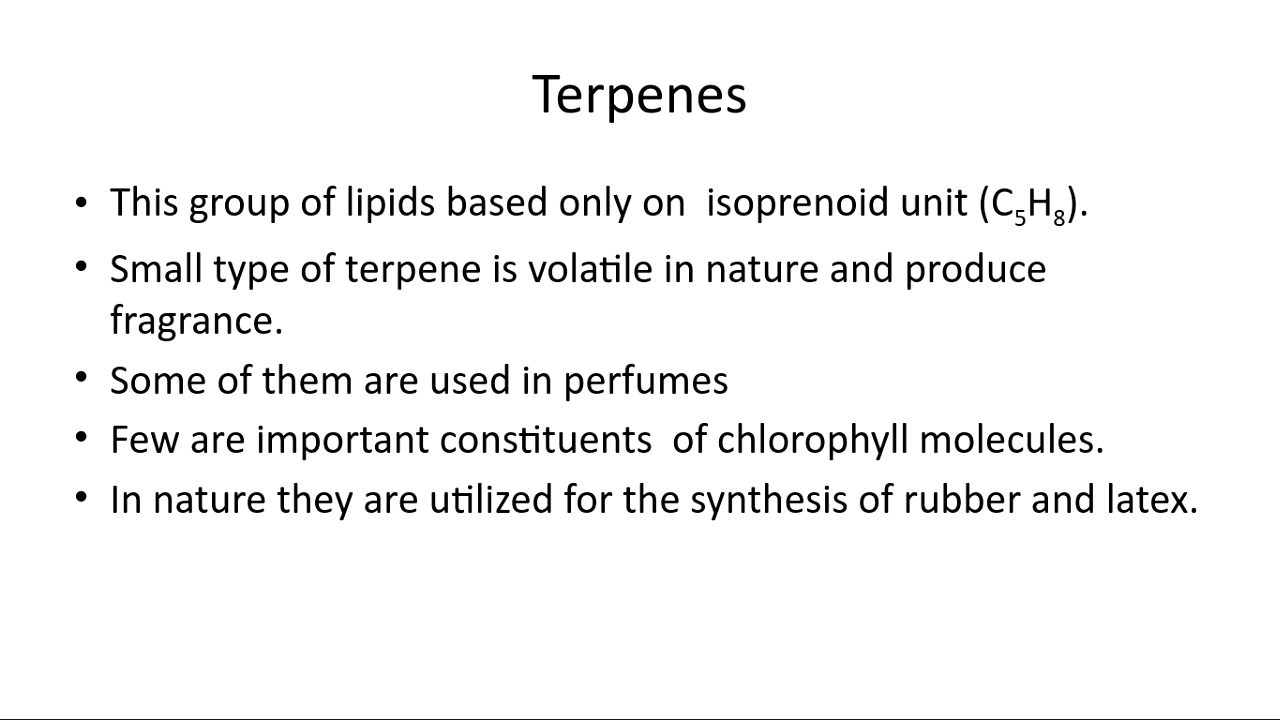 Terpenes
• This group of lipids based only on  isoprenoid unit (C₅H₈).
• Small type of terpene is volatile in nature and produce
fragrance.
• Some of them are used in perfumes
• Few are important constituents  of chlorophyll molecules.
• In nature they are utilized for the synthesis of rubber and latex.